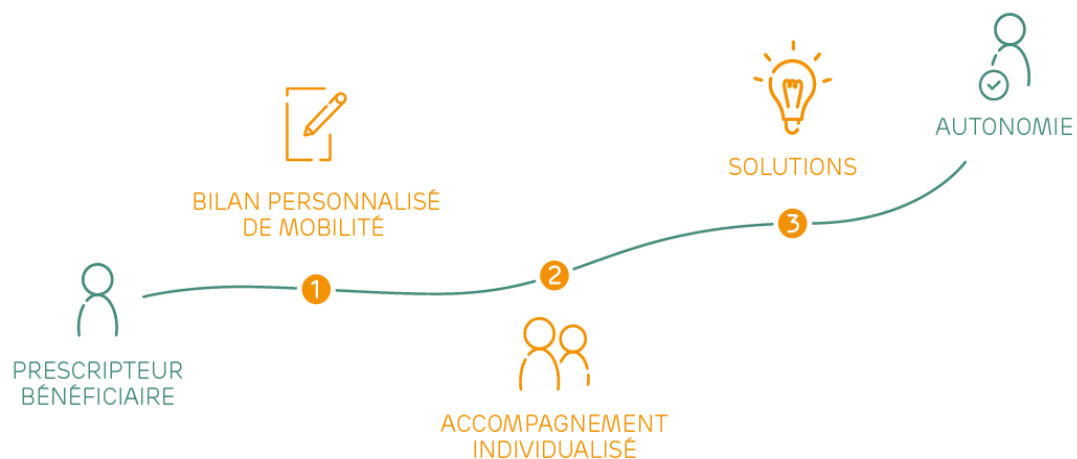 PRESCRIPTEUR
BÉNÉFICIAIRE
1
BILAN PERSONNALISÉ
DE MOBILITÉ
2
ACCOMPAGNEMENT
INDIVIDUALISÉ
3
SOLUTIONS
AUTONOMIE